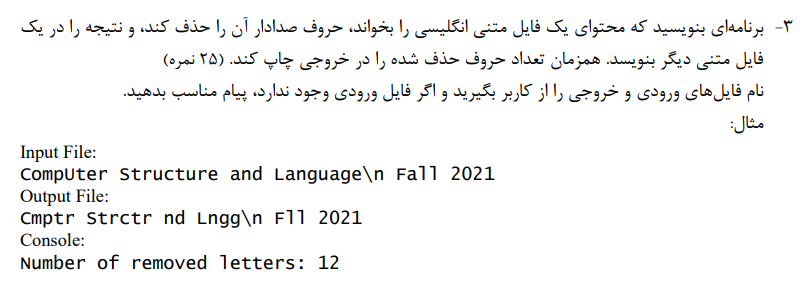 ۳- برنامه‌ای بنویسید که محتوای یک فایل متنی انگلیسی را بخواند، حروف صدادار آن را حذف کند، و نتیجه را در یک
فایل متنی دیگر بنویسد. همزمان تعداد حروف حذف شده را در خروجی چاپ کند. (۲۵ نمره)
نام فایل‌های ورودی و خروجی را از کاربر بگیرید و اگر فایل ورودی وجود ندارد، پیام مناسب بدهید.
مثال:
Input File:
CompUter Structure and Language\n Fall 2021
Output File:
Cmptr Strctr nd Lngg\n Fll 2021
Console:
Number of removed letters: 12